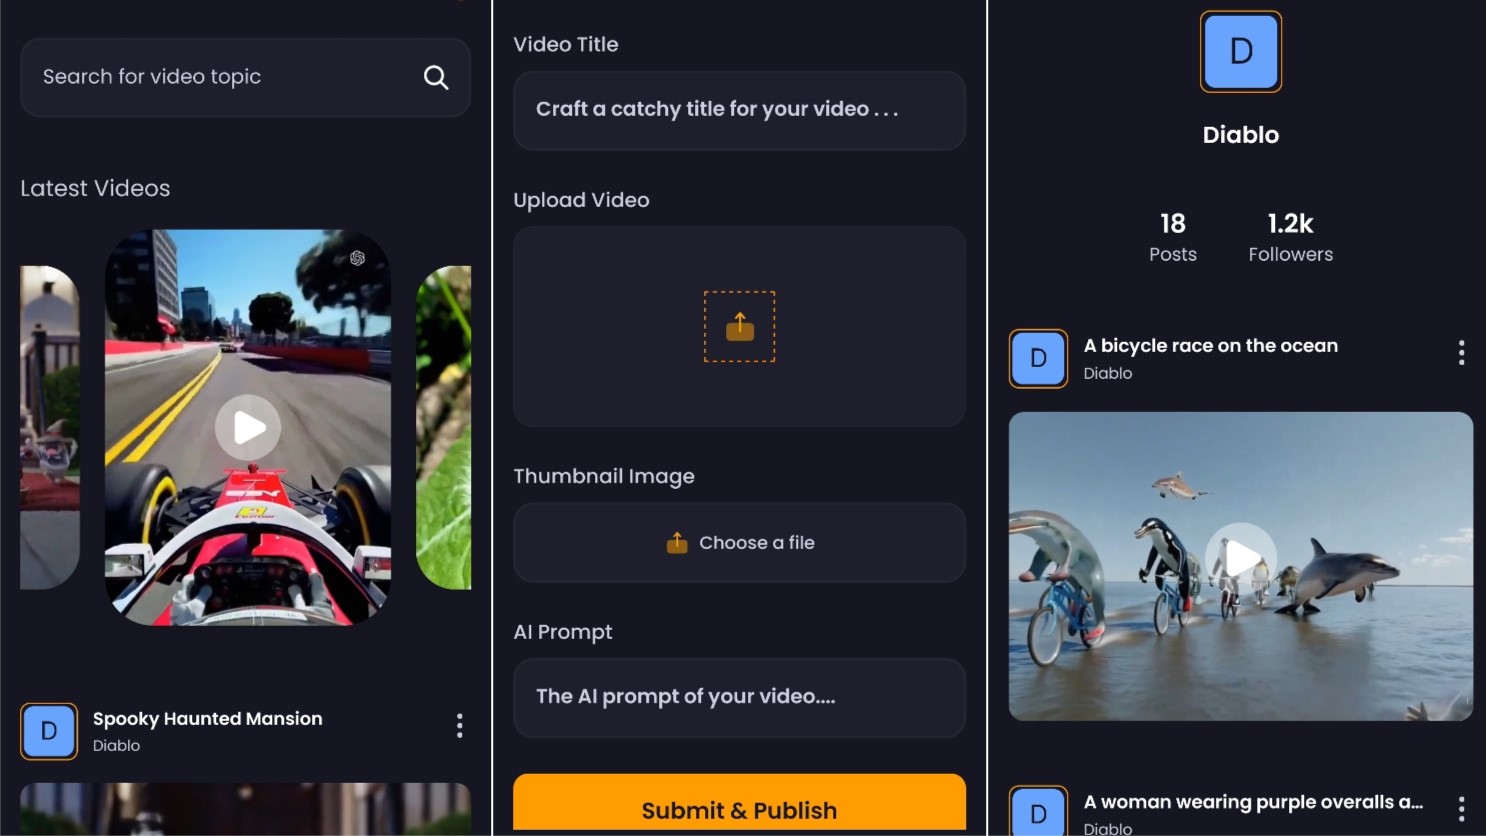 Search for video topic
Latest Videos
D
Spooky Haunted Mansion
Diablo
Video Title
Craft a catchy title for your video . . .
Upload Video
Thumbnail Image
Choose a file
AI Prompt
The AI prompt of your video....
Submit & Publish
D
Diablo
18
Posts
1.2k
Followers
D
A bicycle race on the ocean
Diablo
D
A woman wearing purple overalls a...
Diablo